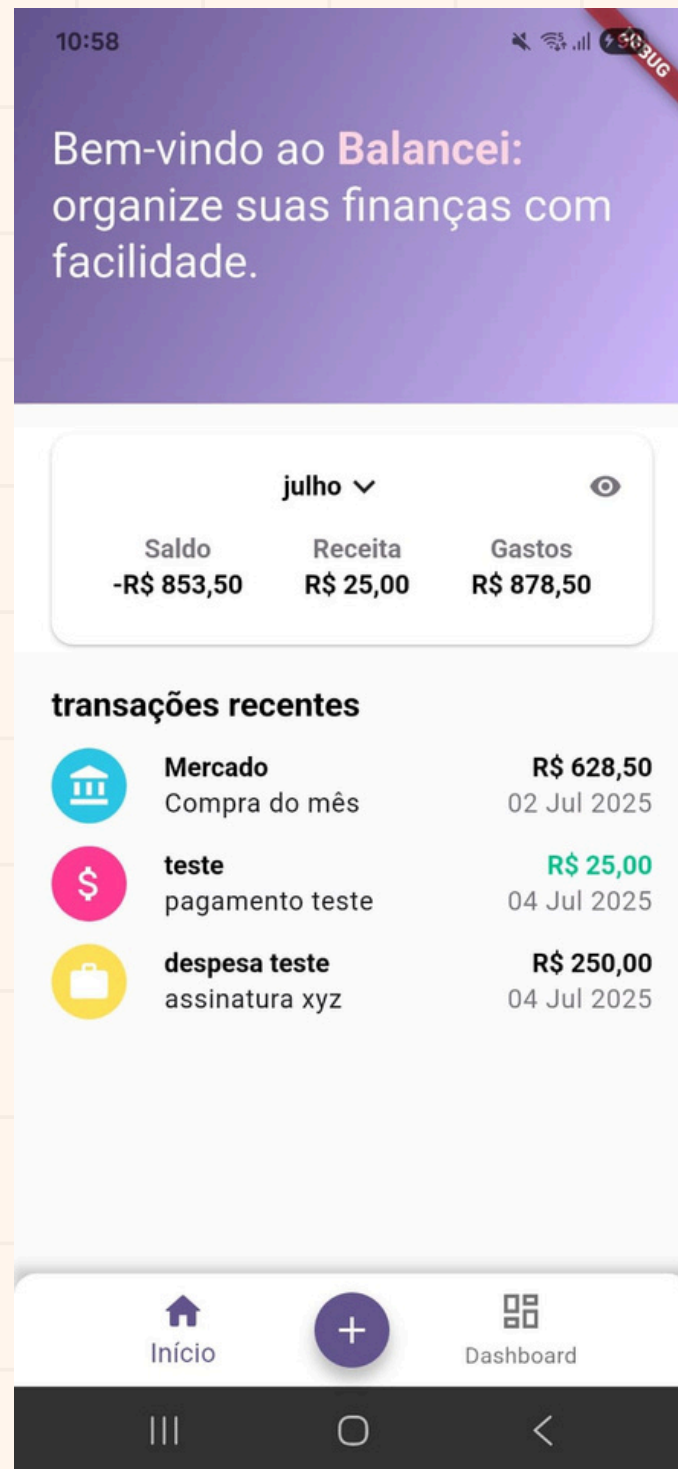 10:58
Bem-vindo ao Balancei:
organize suas finanças com
facilidade.
julho
Saldo Receita Gastos
-R$ 853,50 R$ 25,00 R$ 878,50
transações recentes
Mercado R$ 628,50
Compra do mês 02 Jul 2025
teste R$ 25,00
pagamento teste 04 Jul 2025
despesa teste R$ 250,00
assinatura xyz 04 Jul 2025
Início Dashboard